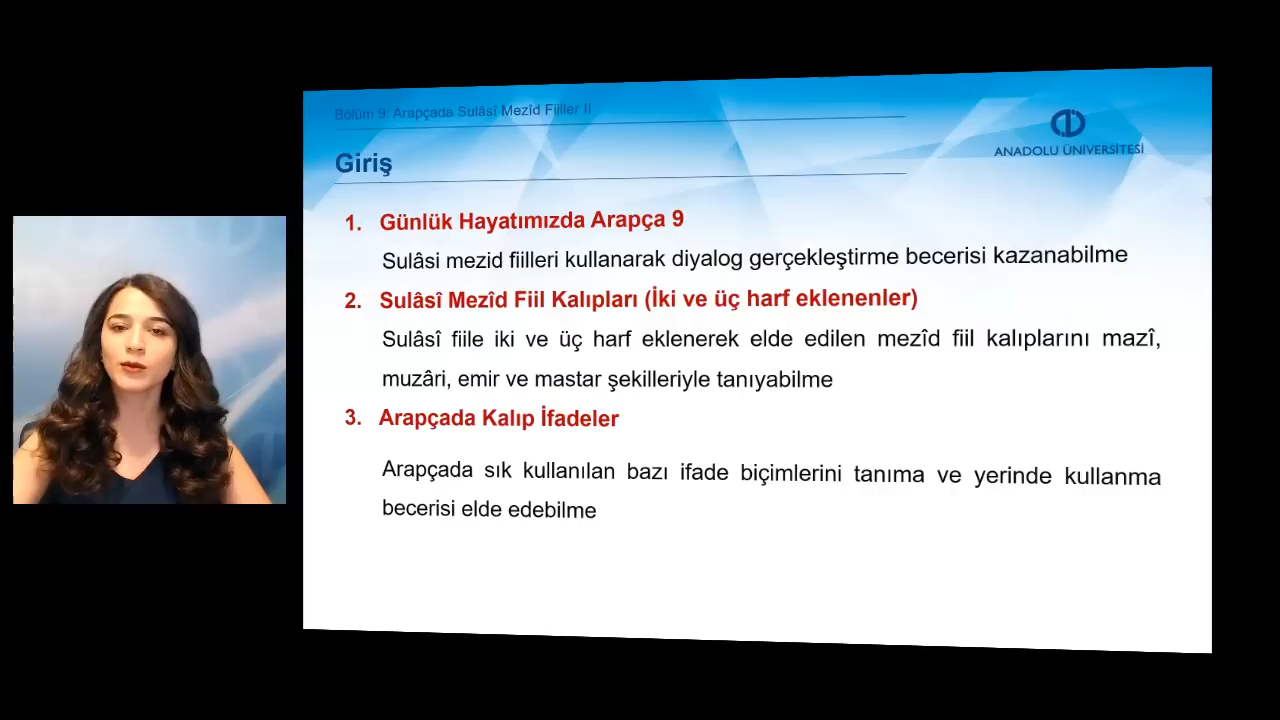 Bölüm 9: Arapçada Sulâsî Mezîd Fiiller II
ANADOLU ÜNİVERSİTESİ
Giriş
1. Günlük Hayatımızda Arapça 9
Sulâsi mezid fiilleri kullanarak diyalog gerçekleştirme becerisi kazanabilme
2. Sulâsî Mezîd Fiil Kalıpları (İki ve üç harf eklenenler)
Sulâsî fiile iki ve üç harf eklenerek elde edilen mezîd fiil kalıplarını mazî,
muzâri, emir ve mastar şekilleriyle tanıyabilme
3. Arapçada Kalıp İfadeler
Arapçada sık kullanılan bazı ifade biçimlerini tanıma ve yerinde kullanma
becerisi elde edebilme